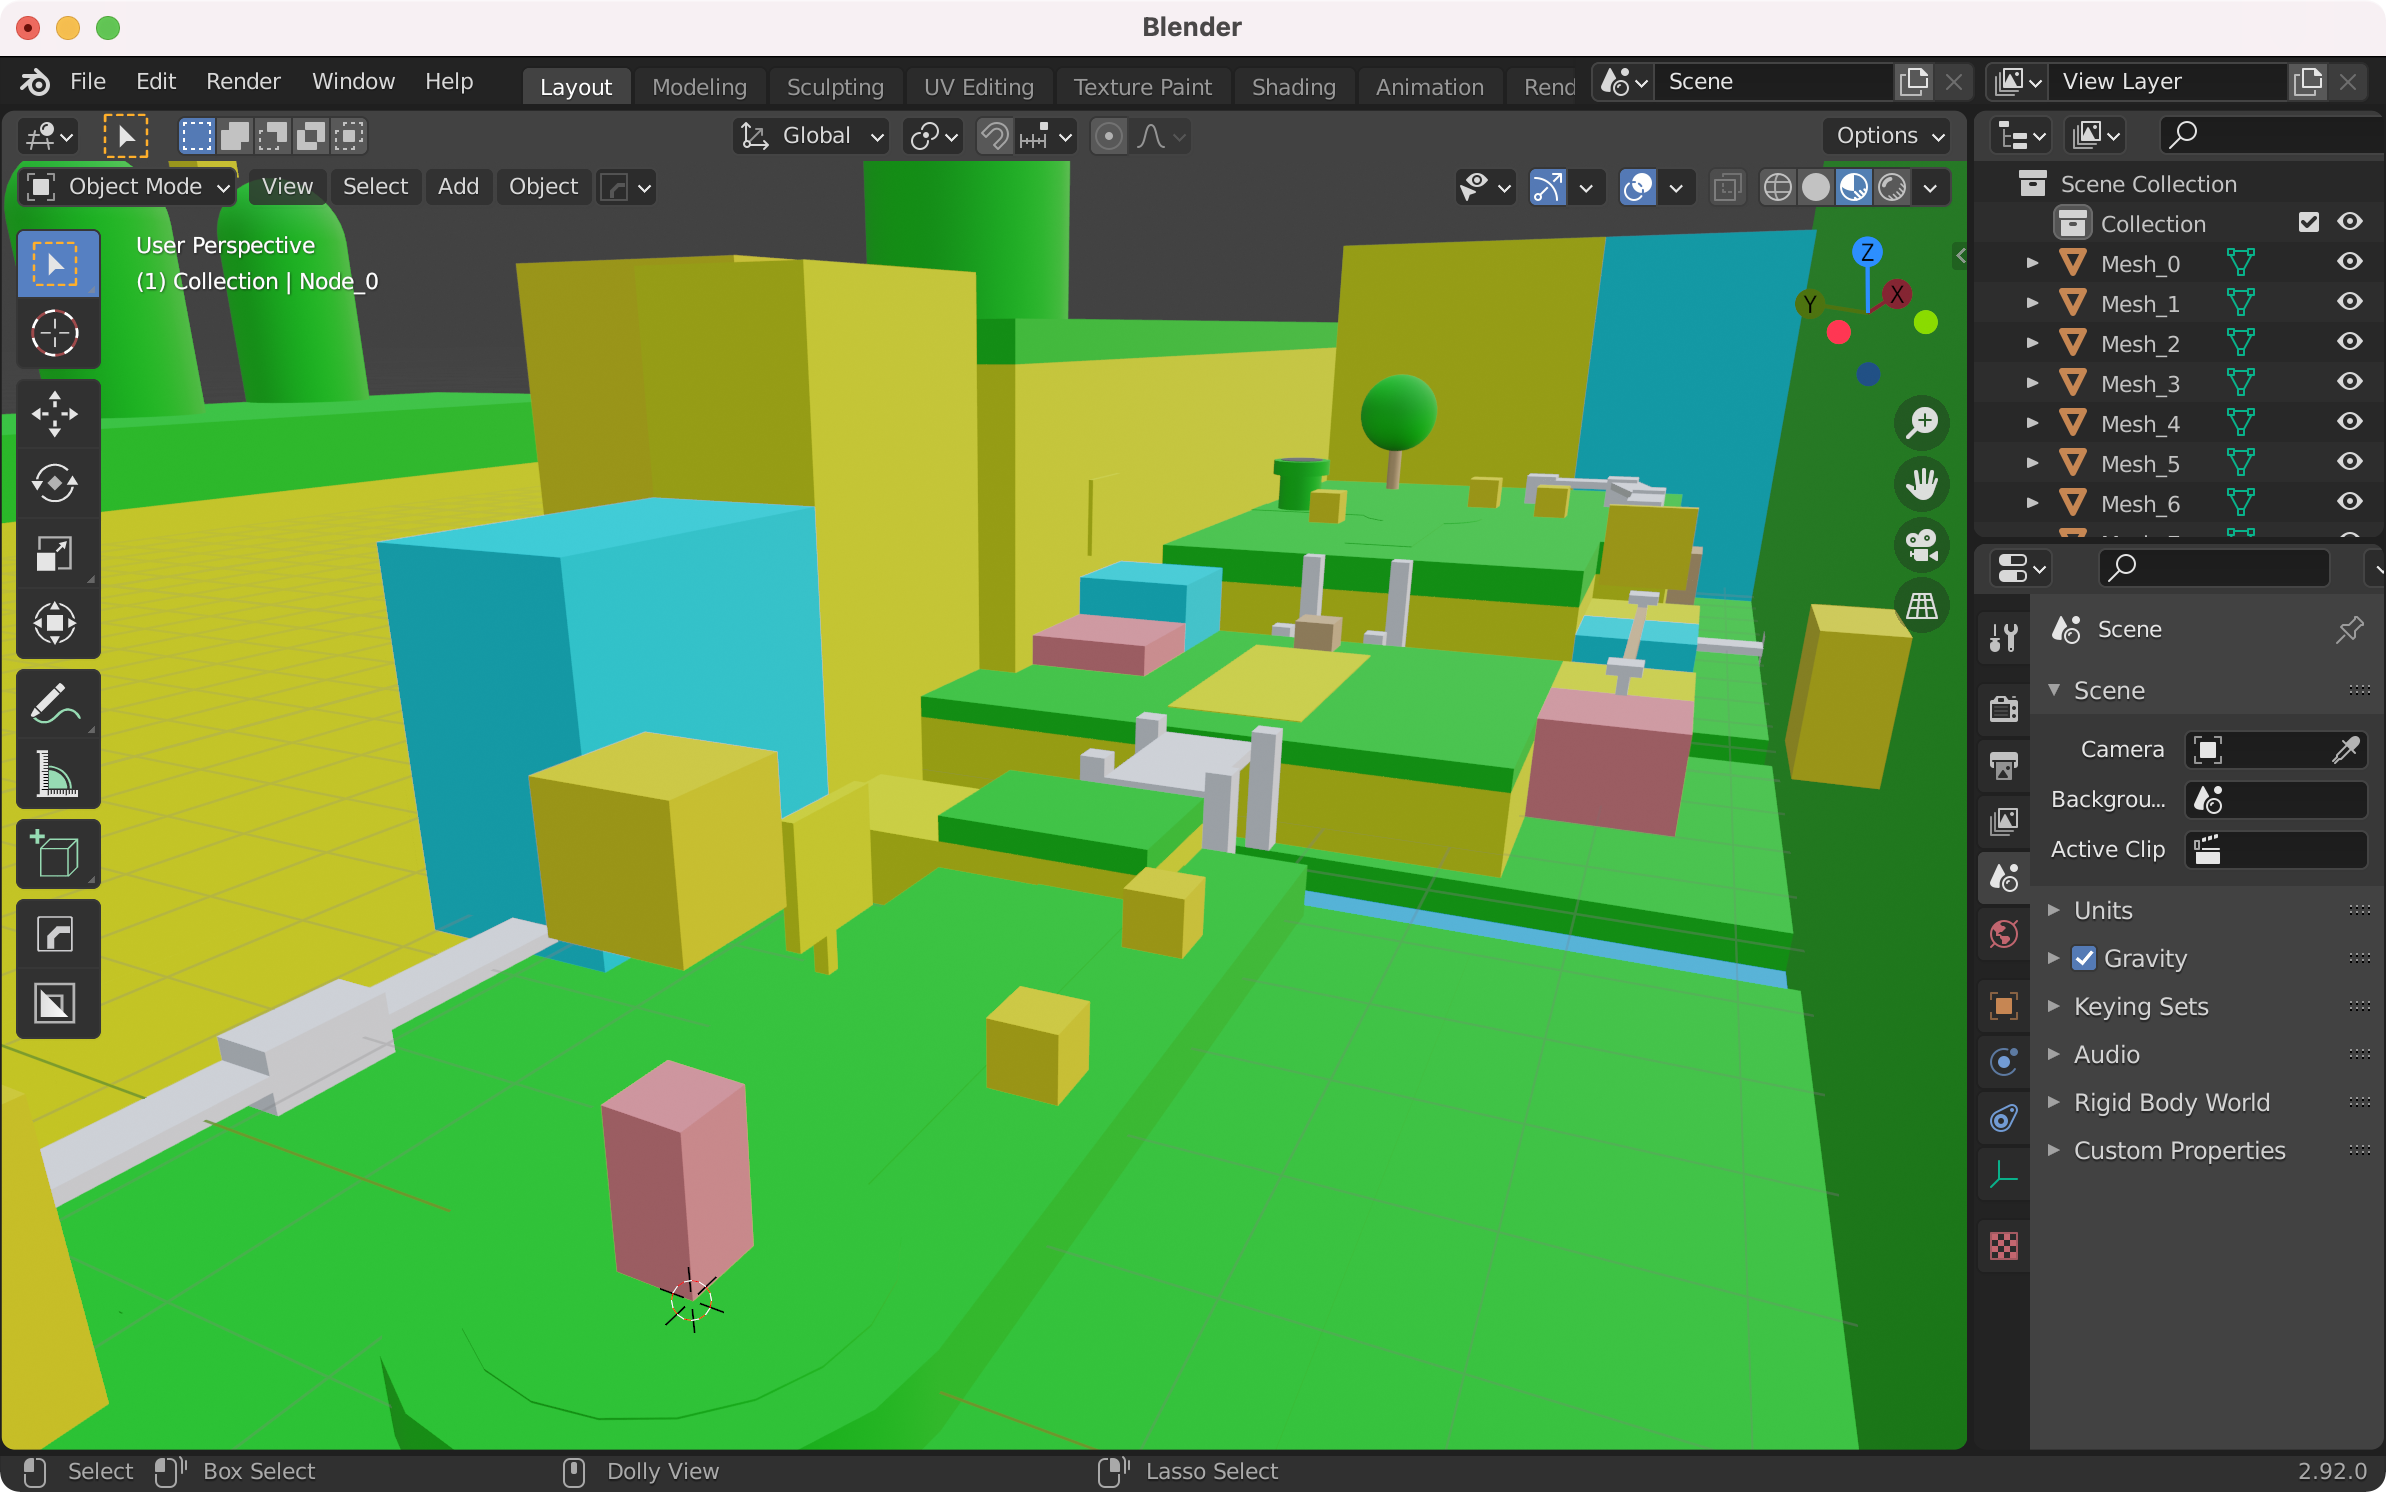 Blender
File Edit Render Window Help Layout Modeling Sculpting UV Editing Texture Paint Shading Animation Rend Scene View Layer
Global Options
Object Mode View Select Add Object
User Perspective
(1) Collection | Node_0
Z
Y X
Scene Collection
Collection
Mesh_0
Mesh_1
Mesh_2
Mesh_3
Mesh_4
Mesh_5
Mesh_6
Scene
Scene
Camera
Backgrou...
Active Clip
Units
Gravity
Keying Sets
Audio
Rigid Body World
Custom Properties
Select Box Select Dolly View Lasso Select 2.92.0